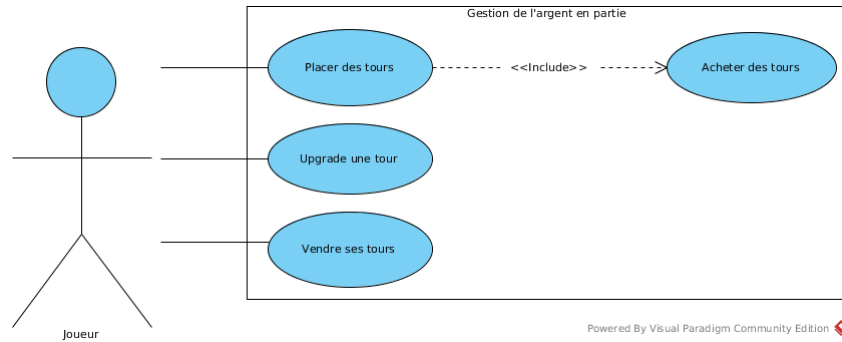 Gestion de l'argent en partie
Placer des tours
<<Include>>
Acheter des tours
Upgrade une tour
Vendre ses tours
Joueur
Powered By Visual Paradigm Community Edition